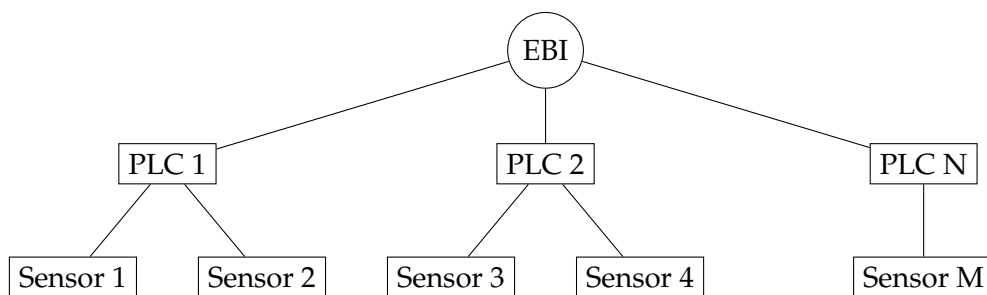 EBI
PLC 1
PLC 2
PLC N
Sensor 1
Sensor 2
Sensor 3
Sensor 4
Sensor M